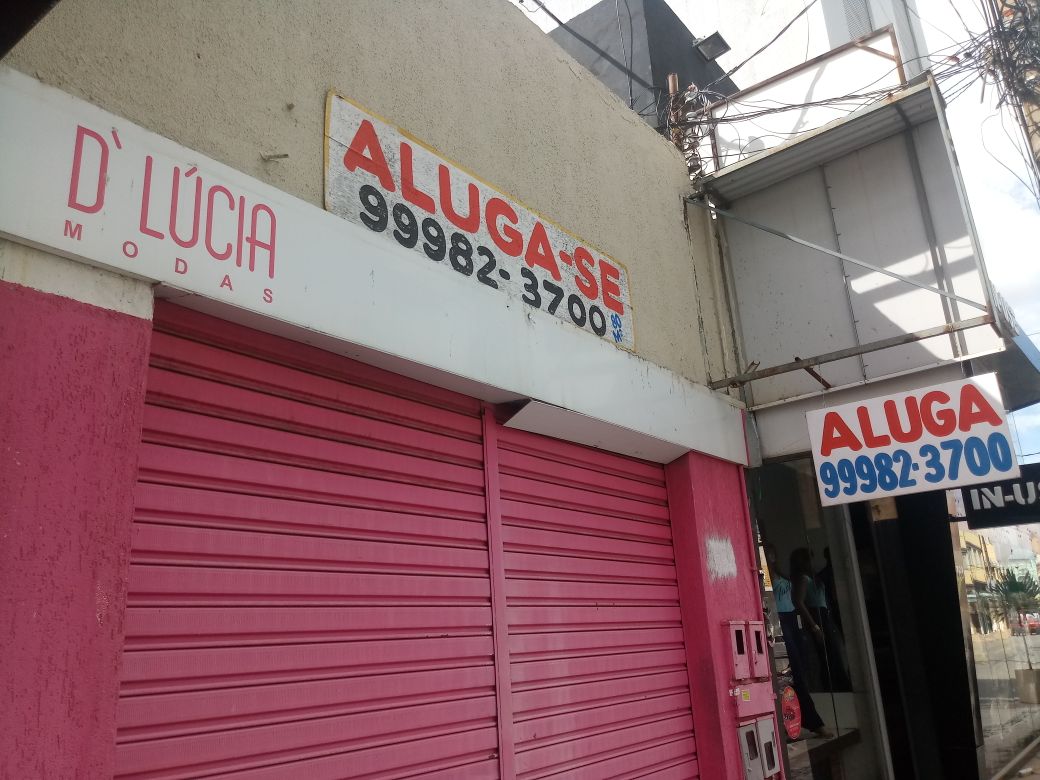 D`LÚCIA
MODAS
ALUGA-SE
99982-3700
ALUGA
99982-3700
IN-U